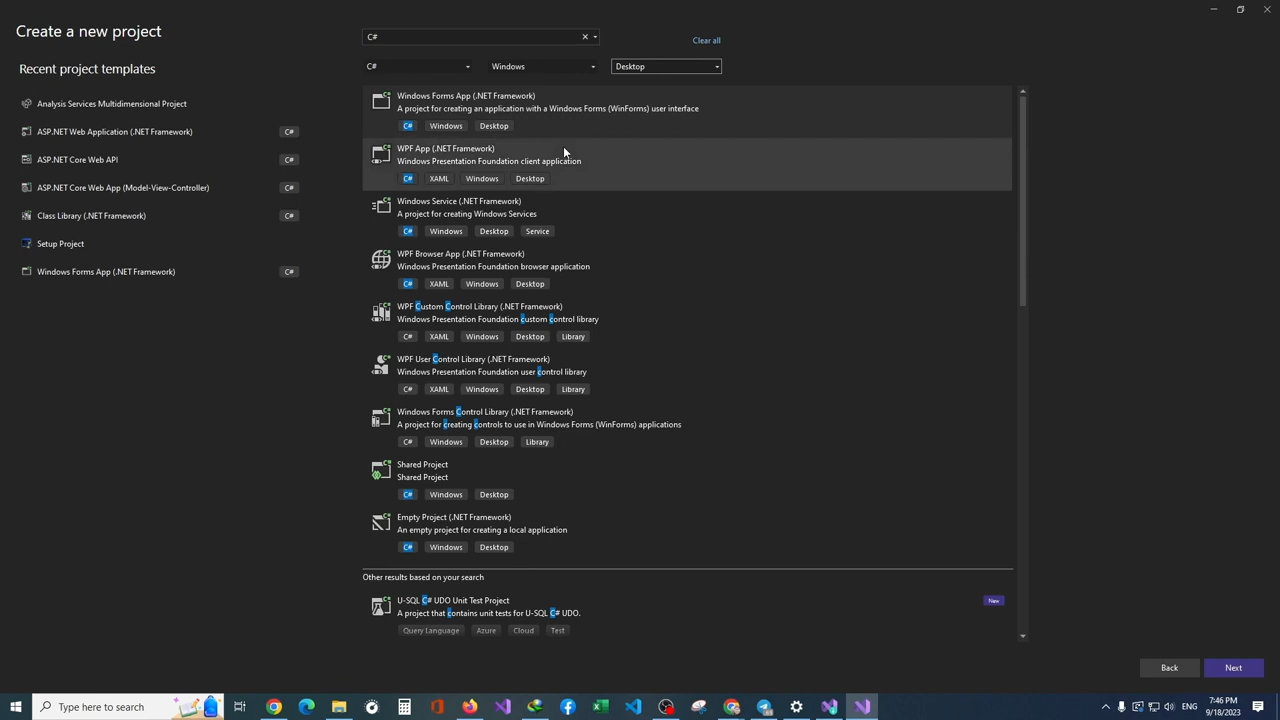 Create a new project
Recent project templates
Analysis Services Multidimensional Project
ASP.NET Web Application (.NET Framework) C#
ASP.NET Core Web API C#
ASP.NET Core Web App (Model-View-Controller) C#
Class Library (.NET Framework) C#
Setup Project
Windows Forms App (.NET Framework) C#
C#
Clear all
C# Windows Desktop
Windows Forms App (.NET Framework)
A project for creating an application with a Windows Forms (WinForms) user interface
C# Windows Desktop
WPF App (.NET Framework)
Windows Presentation Foundation client application
C# XAML Windows Desktop
Windows Service (.NET Framework)
A project for creating Windows Services
C# Windows Desktop Service
WPF Browser App (.NET Framework)
Windows Presentation Foundation browser application
C# XAML Windows Desktop
WPF Custom Control Library (.NET Framework)
Windows Presentation Foundation custom control library
C# XAML Windows Desktop Library
WPF User Control Library (.NET Framework)
Windows Presentation Foundation user control library
C# XAML Windows Desktop Library
Windows Forms Control Library (.NET Framework)
A project for creating controls to use in Windows Forms (WinForms) applications
C# Windows Desktop Library
Shared Project
Shared Project
C# Windows Desktop
Empty Project (.NET Framework)
An empty project for creating a local application
C# Windows Desktop
Other results based on your search
U-SQL C# UDO Unit Test Project New
A project that contains unit tests for U-SQL C# UDO.
Query Language Azure Cloud Test
Back Next
Type here to search
ENG
7:46 PM
9/18/2023